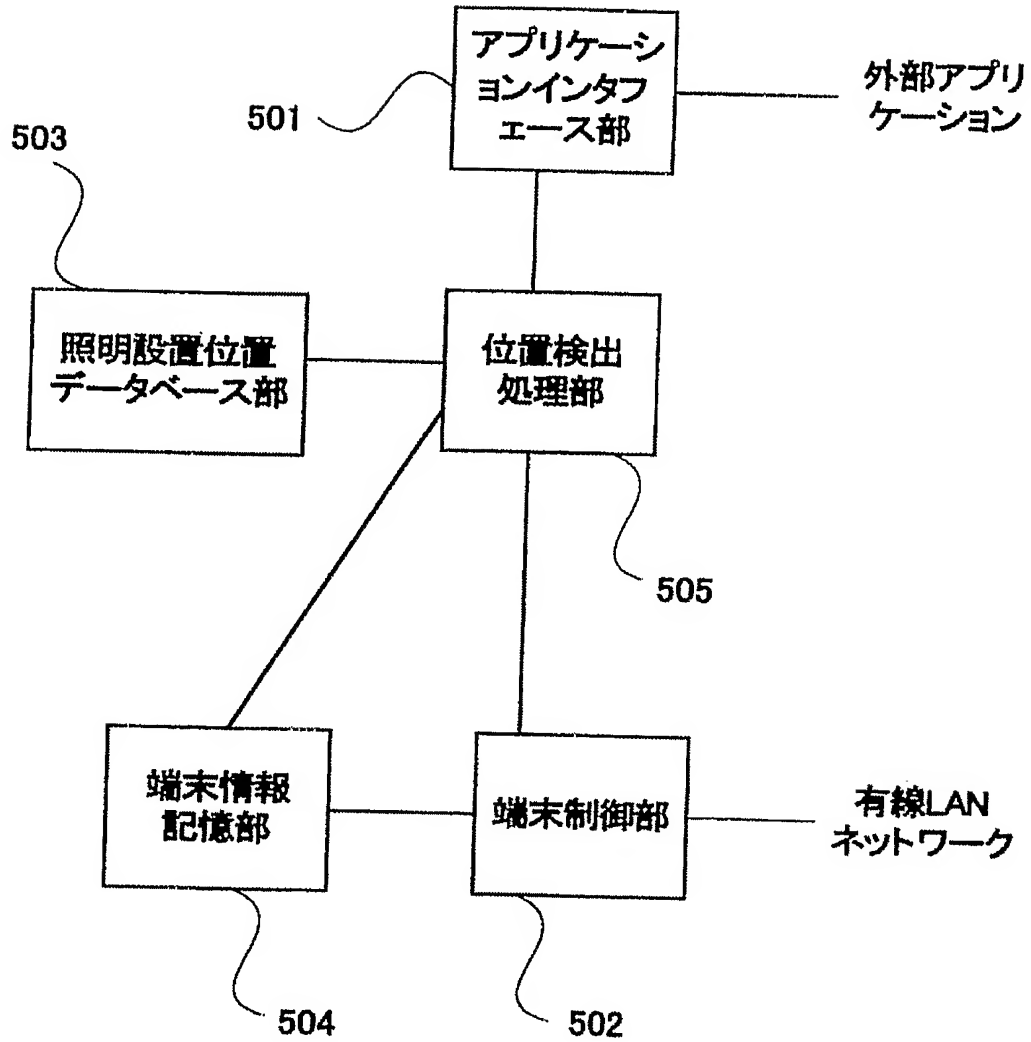 アプリケーシ
ョンインタフ
ェース部
外部アプリ
ケーション
501
503
照明設置位置
データベース部
位置検出
処理部
505
端末情報
記憶部
端末制御部
有線LAN
ネットワーク
504
502